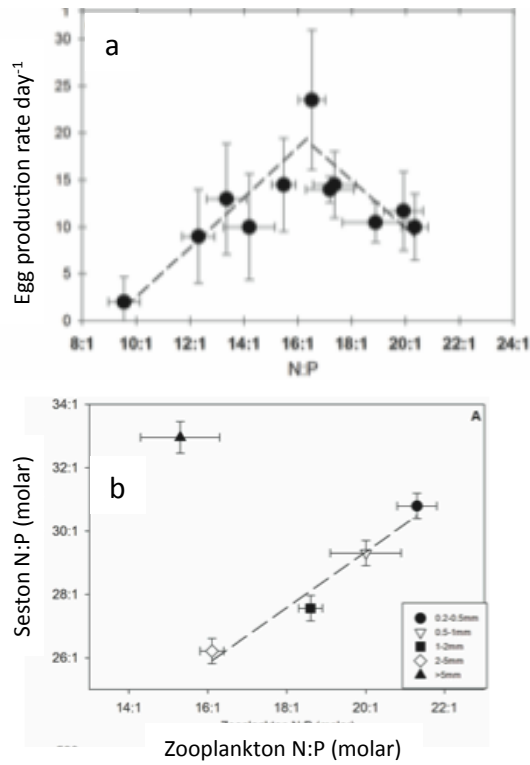 a
Egg production rate day-1
30
25
20
15
10
5
0
8:1 10:1 12:1 14:1 16:1 18:1 20:1 22:1 24:1
N:P
A
b
Seston N:P (molar)
34:1
32:1
30:1
28:1
26:1
0.2-0.5mm
0.5-1mm
1-2mm
2-5mm
>5mm
14:1 16:1 18:1 20:1 22:1
Zooplankton N:P (molar)